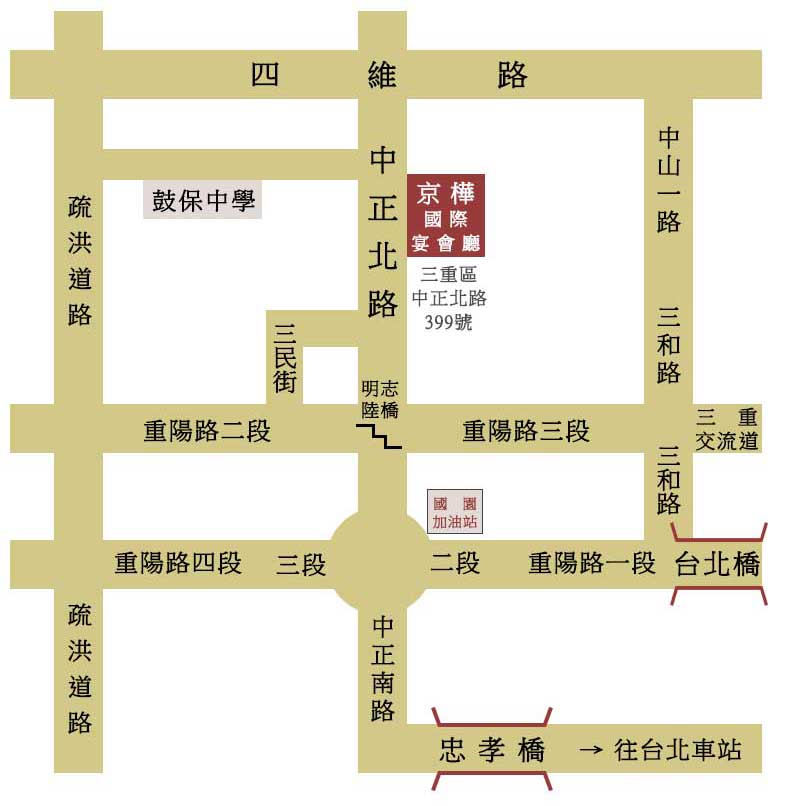 四維路
中正北路
中山一路
鼓保中學
京樺
國際
宴會廳
三重區
中正北路
399號
疏洪道路
三民街
三和路
明志
陸橋
重陽路二段
重陽路三段
三重
交流道
三和路
國園
加油站
重陽路四段
三段
二段
重陽路一段
台北橋
疏洪道路
中正南路
忠孝橋
→ 往台北車站